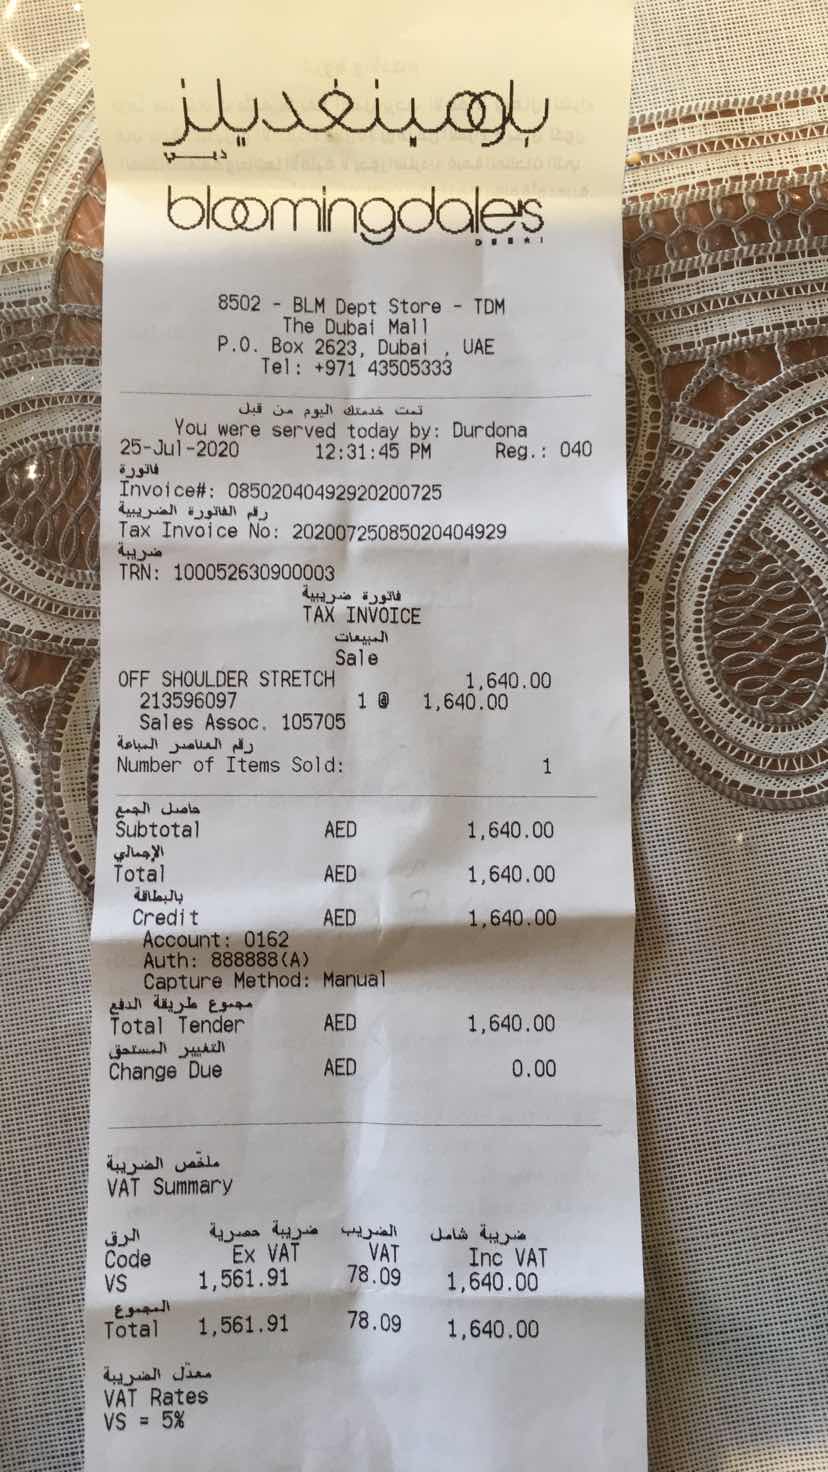 بلومينغديلز
دبي
bloomingdale's
DUBAI
8502 - BLM Dept Store - TDM
The Dubai Mall
P.O. Box 2623, Dubai , UAE
Tel: +971 43505333
تمت خدمتك اليوم من قبل
You were served today by: Durdona
25-Jul-2020 12:31:45 PM Reg.: 040
فاتورة
Invoice#: 08502040492920200725
رقم الفاتورة الضريبية
Tax Invoice No: 20200725085020404929
ضريبة
TRN: 100052630900003
فاتورة ضريبية
TAX INVOICE
المبيعات
Sale
OFF SHOULDER STRETCH 1,640.00
213596097 1 @ 1,640.00
Sales Assoc. 105705
رقم العناصر المباعة
Number of Items Sold: 1
حاصل الجمع
Subtotal AED 1,640.00
الإجمالي
Total AED 1,640.00
بالبطاقة
Credit AED 1,640.00
Account: 0162
Auth: 888888(A)
Capture Method: Manual
مجموع طريقة الدفع
Total Tender AED 1,640.00
التغيير المستحق
Change Due AED 0.00
ملخص الضريبة
VAT Summary
الرق ضريبة حصرية الضريب ضريبة شامل
Code Ex VAT VAT Inc VAT
VS 1,561.91 78.09 1,640.00
المجموع
Total 1,561.91 78.09 1,640.00
معدل الضريبة
VAT Rates
VS = 5%